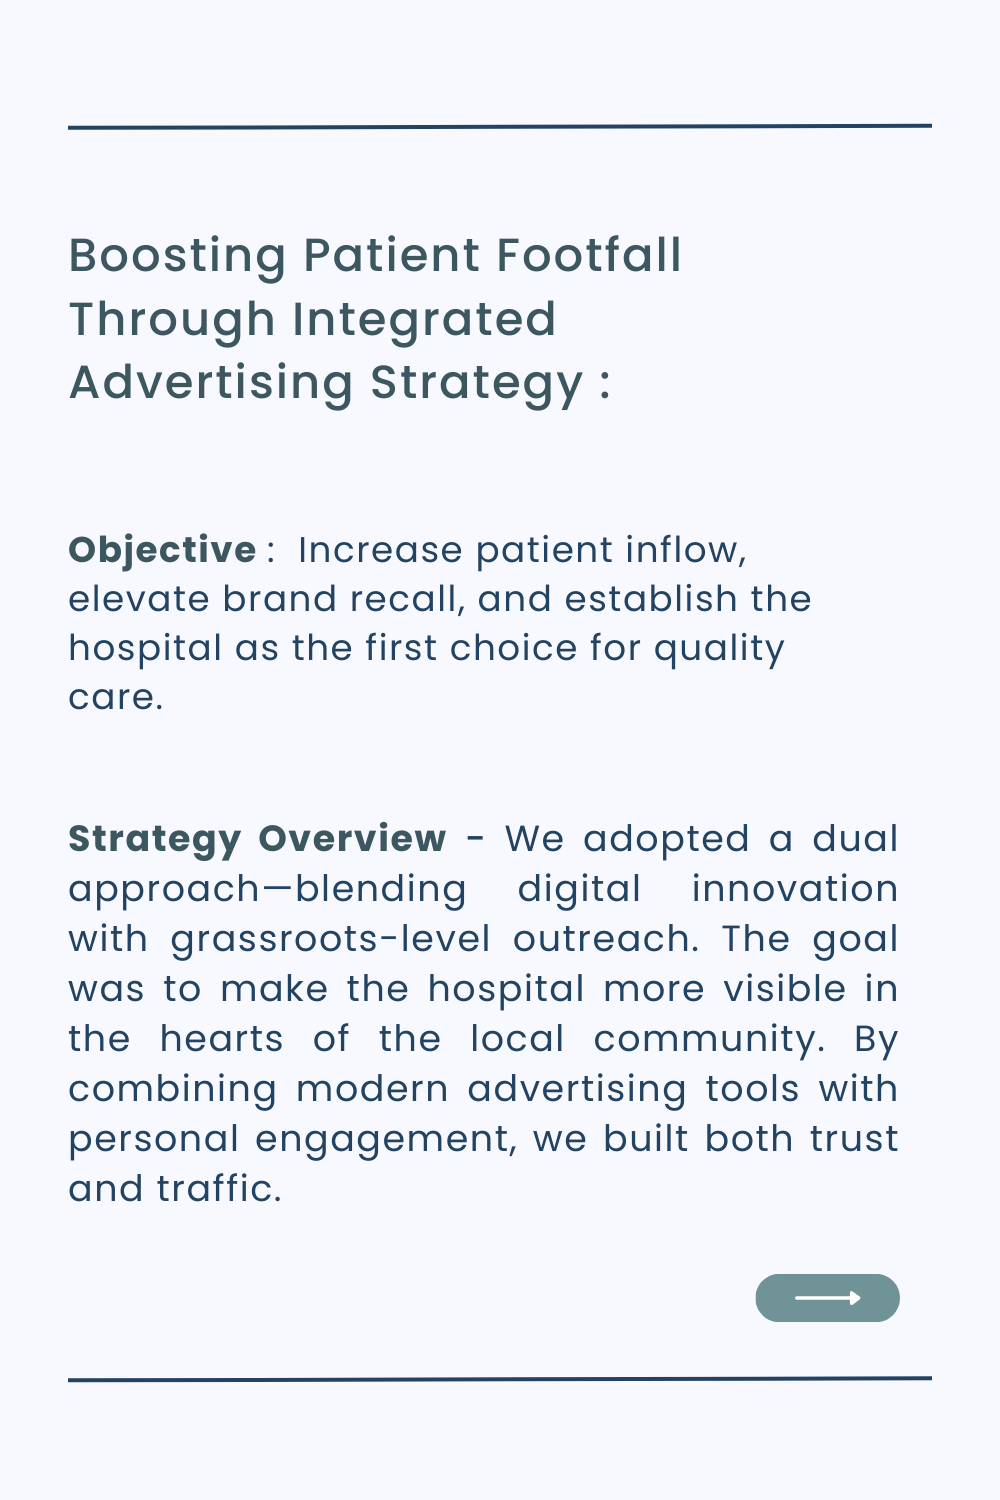 Boosting Patient Footfall
Through Integrated
Advertising Strategy :
Objective :  Increase patient inflow,
elevate brand recall, and establish the
hospital as the first choice for quality
care.
Strategy Overview - We adopted a dual
approach—blending digital innovation
with grassroots-level outreach. The goal
was to make the hospital more visible in
the hearts of the local community. By
combining modern advertising tools with
personal engagement, we built both trust
and traffic.